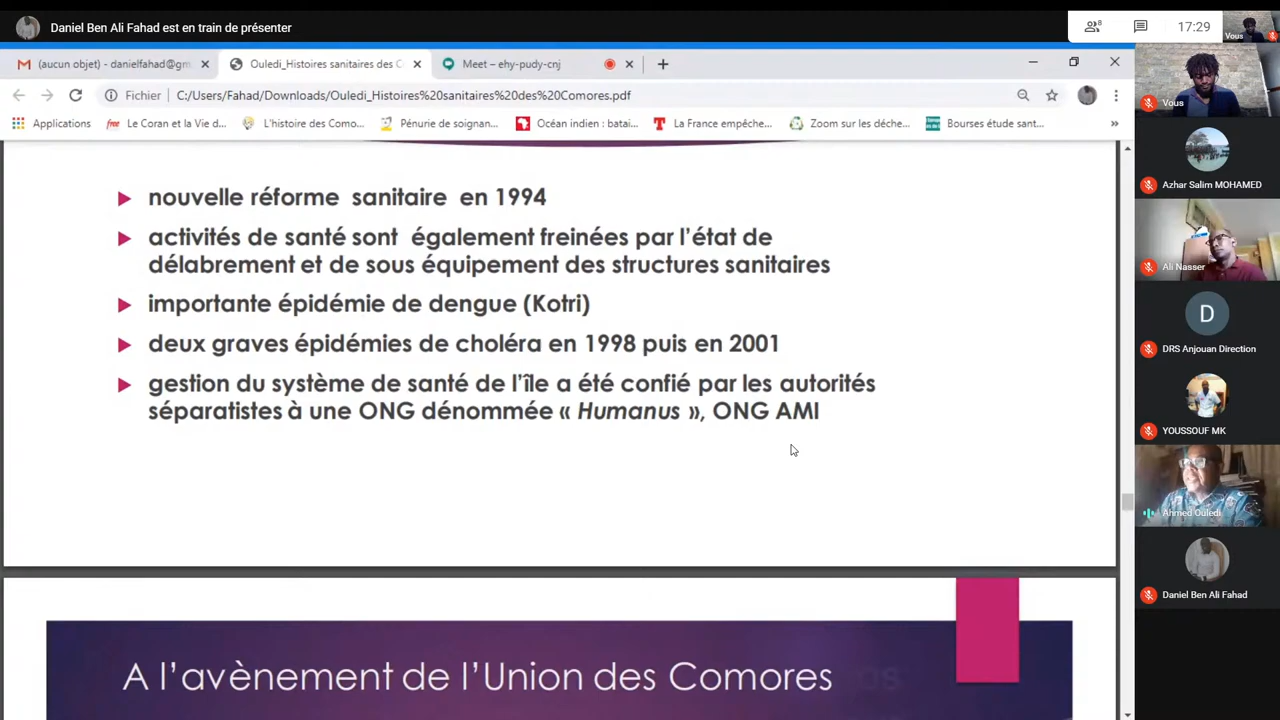 Daniel Ben Ali Fahad est en train de présenter
8
17:29
Vous
(aucun objet) - danielfahad@gm
Ouledi_Histoires sanitaires des C
Meet – ehy-pudy-cnj
Fichier
C:/Users/Fahad/Downloads/Ouledi_Histoires%20sanitaires%20des%20Comores.pdf
Applications
free
Le Coran et la Vie d...
L'histoire des Como...
Pénurie de soignan...
Océan indien : batai...
La France empêche...
Zoom sur les déche...
Bourses étude sant...
nouvelle réforme sanitaire en 1994
activités de santé sont également freinées par l'état de
délabrement et de sous équipement des structures sanitaires
importante épidémie de dengue (Kotri)
deux graves épidémies de choléra en 1998 puis en 2001
gestion du système de santé de l'île a été confié par les autorités
séparatistes à une ONG dénommée « Humanus », ONG AMI
A l'avènement de l'Union des Comores
Vous
Azhar Salim MOHAMED
Ali Nasser
D
DRS Anjouan Direction
YOUSSOUF MK
Ahmed Ouledi
Daniel Ben Ali Fahad